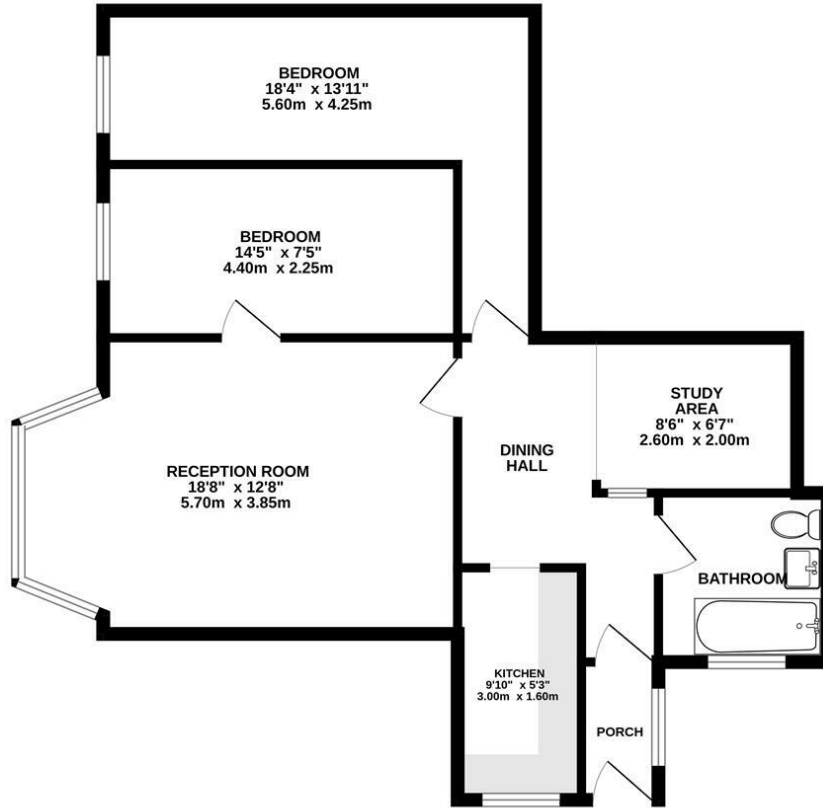 BEDROOM
18'4" x 13'11"
5.60m x 4.25m
BEDROOM
14'5" x 7'5"
4.40m x 2.25m
STUDY
AREA
8'6" x 6'7"
2.60m x 2.00m
DINING
HALL
RECEPTION ROOM
18'8" x 12'8"
5.70m x 3.85m
BATHROOM
KITCHEN
9'10" x 5'3"
3.00m x 1.60m
PORCH